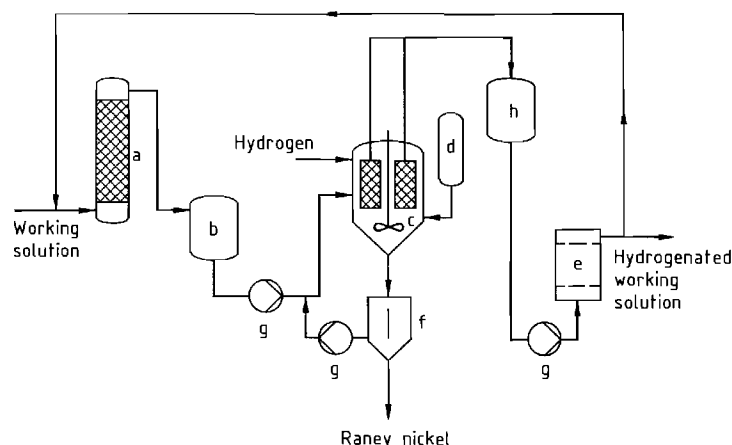 Hydrogen
a
b
c
d
h
e
Working
solution
Hydrogenated
working
solution
g
g
g
f
Raney nickel